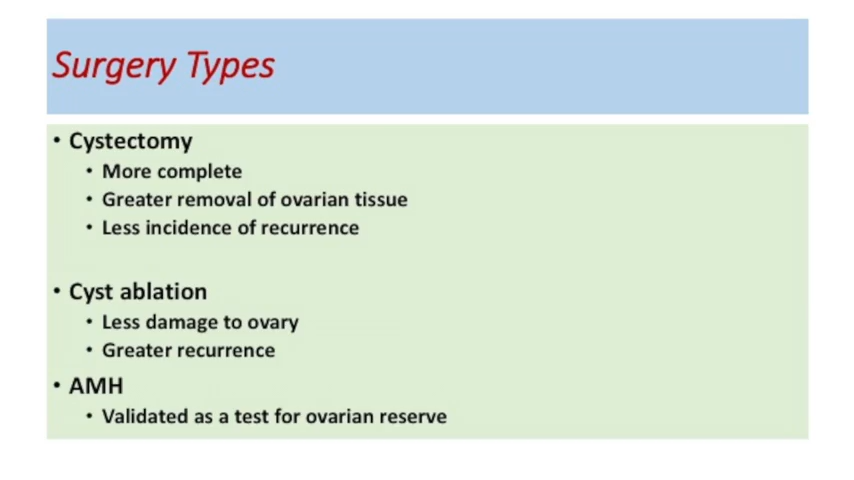 Surgery Types
• Cystectomy
• More complete
• Greater removal of ovarian tissue
• Less incidence of recurrence
• Cyst ablation
• Less damage to ovary
• Greater recurrence
• AMH
• Validated as a test for ovarian reserve